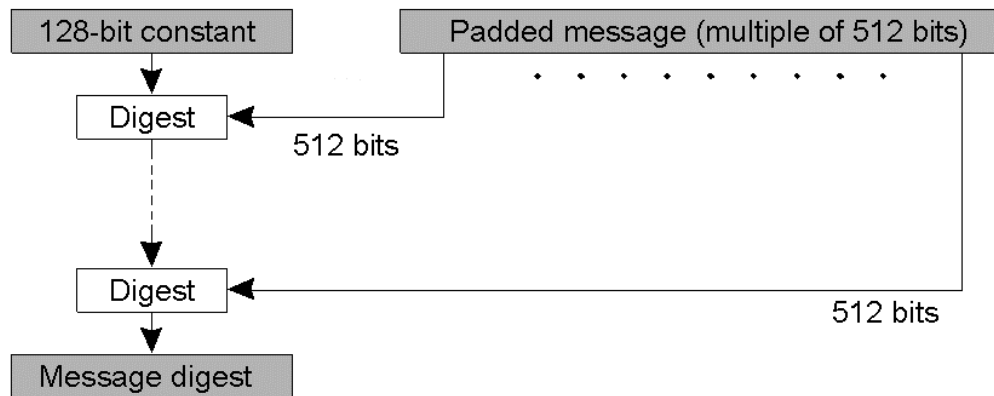 128-bit constant
Padded message (multiple of 512 bits)
Digest
512 bits
Digest
512 bits
Message digest